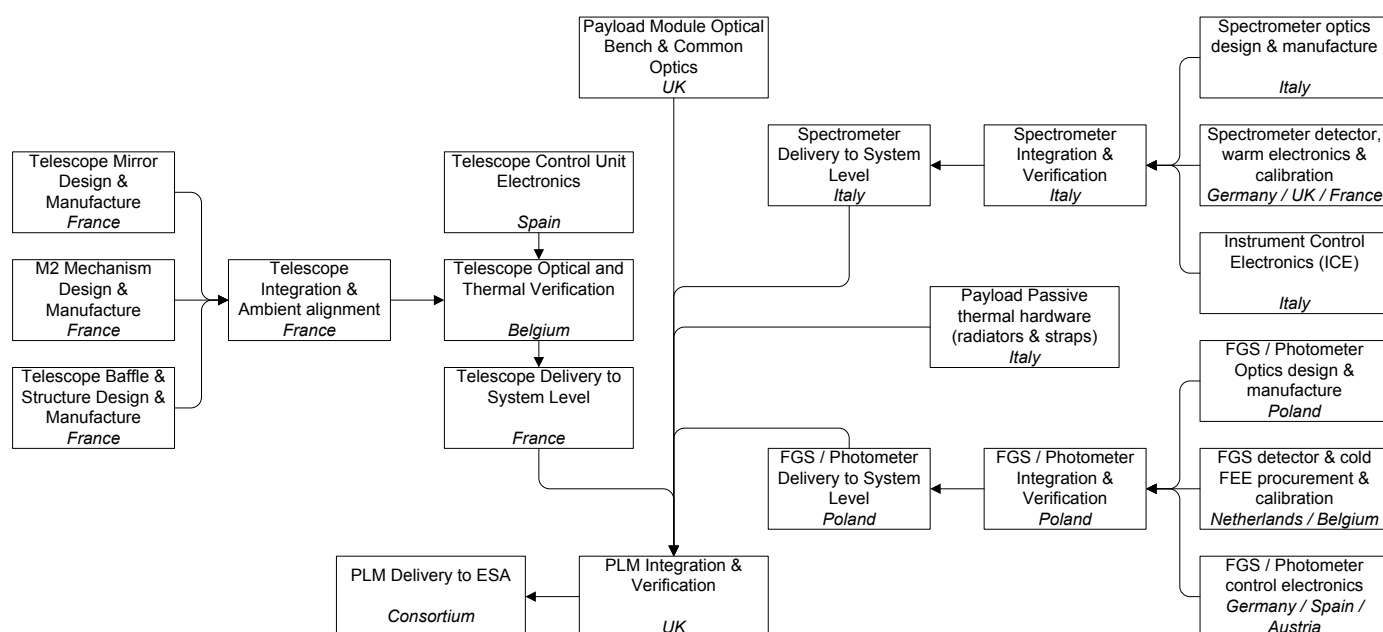 Payload Module Optical
Bench & Common
Optics
UK
Spectrometer optics
design & manufacture
Italy
Telescope Mirror
Design &
Manufacture
France
Telescope Control Unit
Electronics
Spain
Spectrometer
Delivery to System
Level
Italy
Spectrometer
Integration &
Verification
Italy
Spectrometer detector,
warm electronics &
calibration
Germany / UK / France
M2 Mechanism
Design &
Manufacture
France
Telescope
Integration &
Ambient alignment
France
Telescope Optical and
Thermal Verification
Belgium
Instrument Control
Electronics (ICE)
Italy
Payload Passive
thermal hardware
(radiators & straps)
Italy
Telescope Baffle &
Structure Design &
Manufacture
France
Telescope Delivery to
System Level
France
FGS / Photometer
Optics design &
manufacture
Poland
FGS / Photometer
Delivery to System
Level
Poland
FGS / Photometer
Integration &
Verification
Poland
FGS detector & cold
FEE procurement &
calibration
Netherlands / Belgium
PLM Delivery to ESA
Consortium
PLM Integration &
Verification
UK
FGS / Photometer
control electronics
Germany / Spain /
Austria